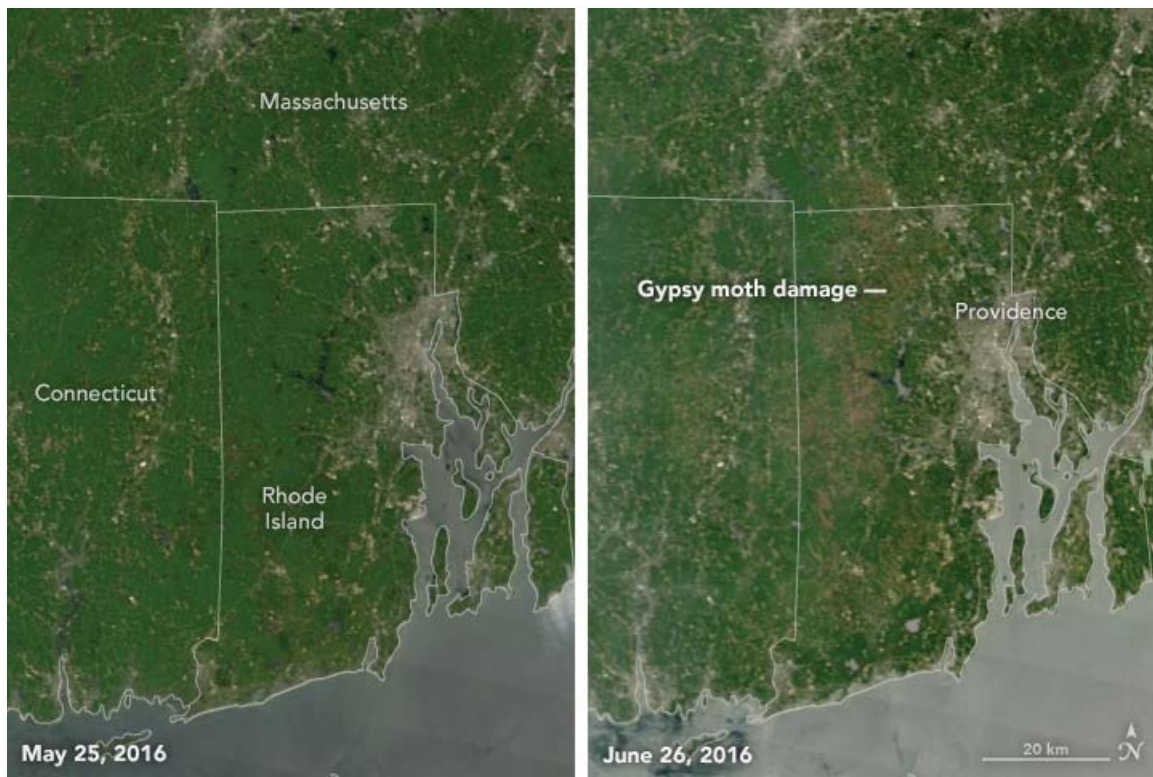 Massachusetts
Connecticut
Rhode
Island
May 25, 2016
Gypsy moth damage
Providence
June 26, 2016
20 km
N